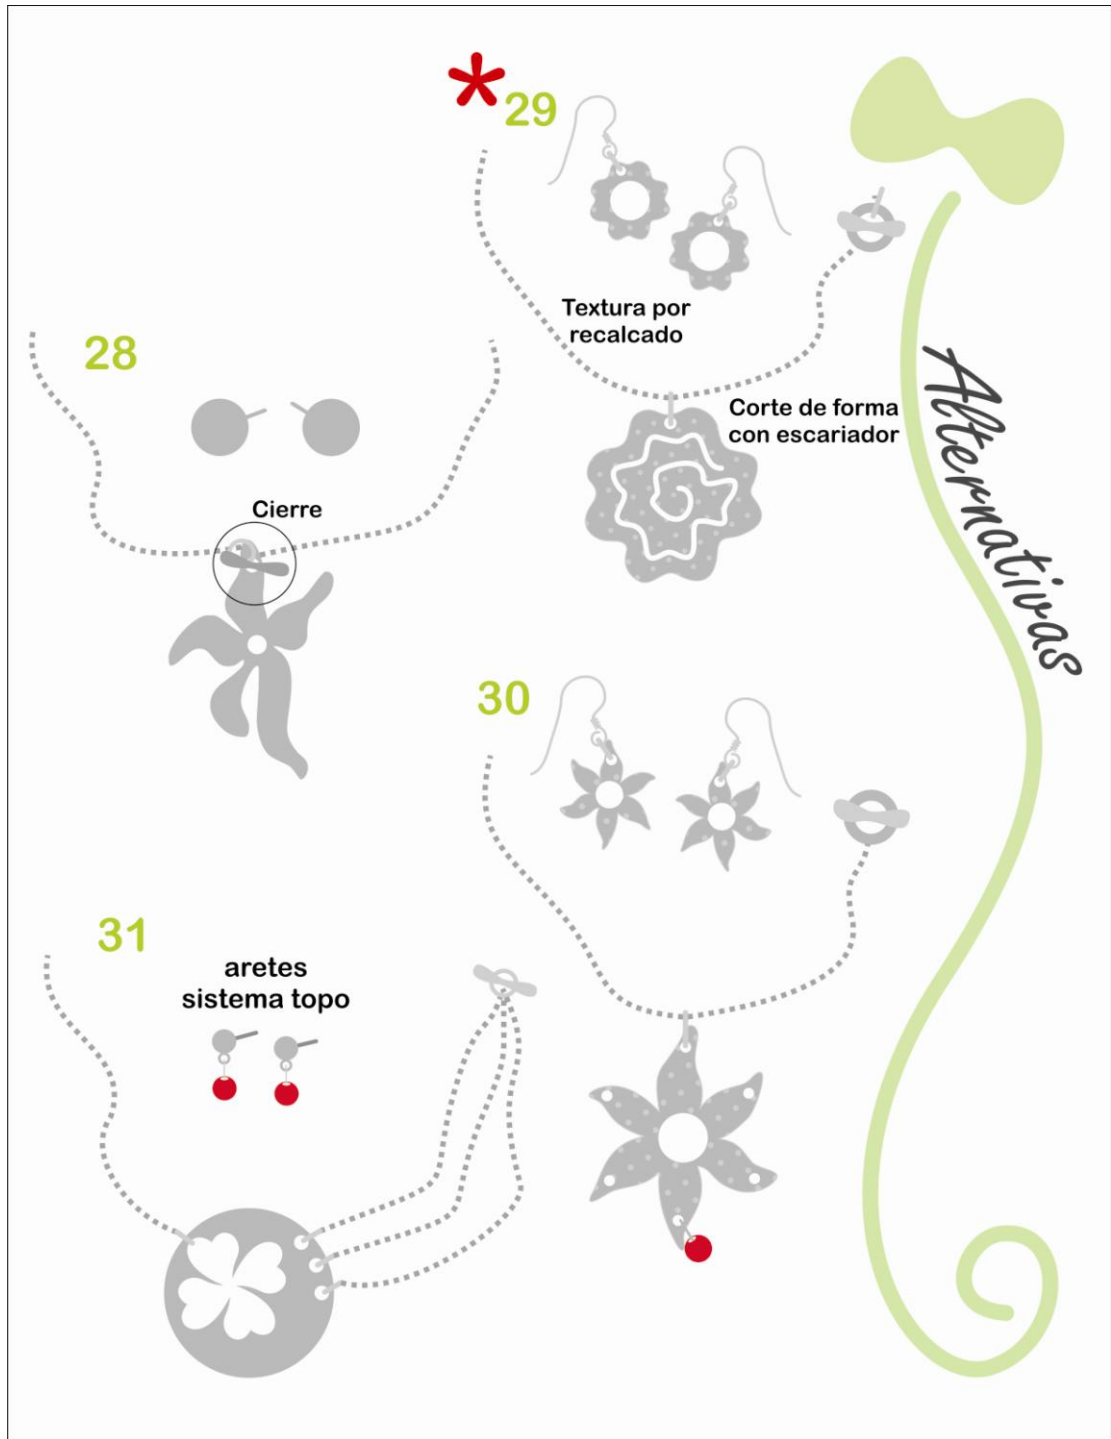 *
29
Textura por
recalcado
Corte de forma
con escariador
28
Cierre
Alternativas
30
31
aretes
sistema topo